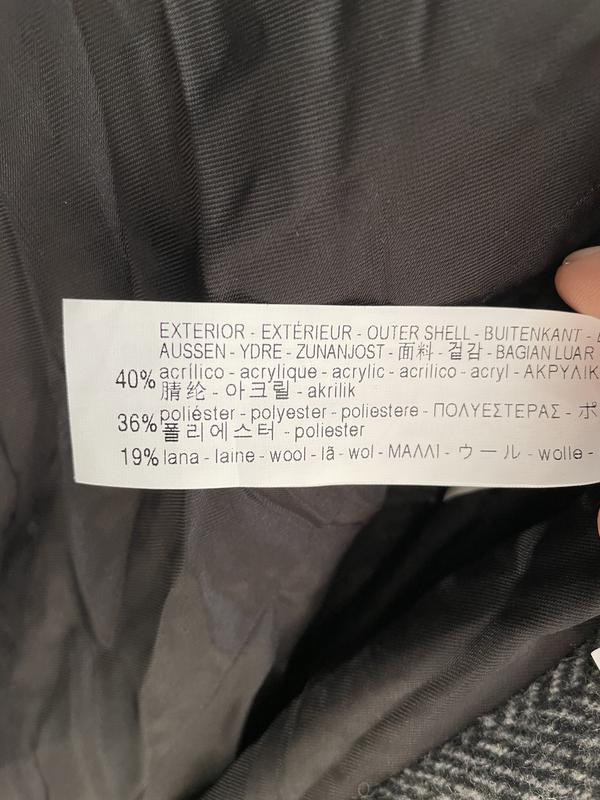 EXTERIOR - EXTÉRIEUR - OUTER SHELL - BUITENKANT -
AUSSEN - YDRE - ZUNANJOST - 面料 - 겉감 - BAGIAN LUAR
40% acrílico - acrylique - acrylic - acrilico - acryl - ΑΚΡΥΛΙΚ
腈纶 - 아크릴 - akrilik
36% poliéster - polyester - poliestere - ΠΟΛΥΕΣΤΕΡΑΣ - ポ
폴리에스터 - poliester
19% lana - laine - wool - lã - wol - ΜΑΛΛΙ - ウール - wolle -